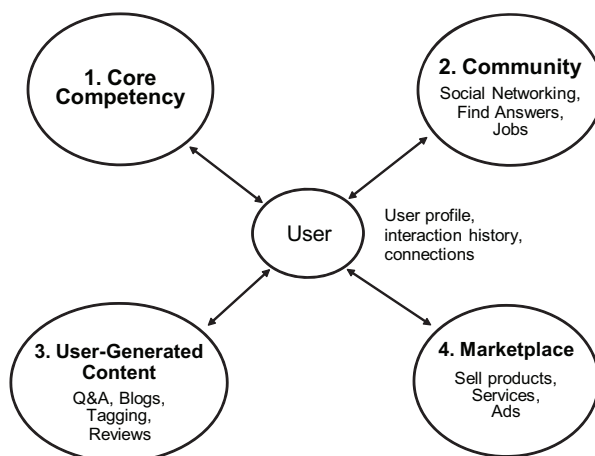 1. Core
Competency
2. Community
Social Networking,
Find Answers,
Jobs
User
User profile,
interaction history,
connections
3. User-Generated
Content
Q&A, Blogs,
Tagging,
Reviews
4. Marketplace
Sell products,
Services,
Ads